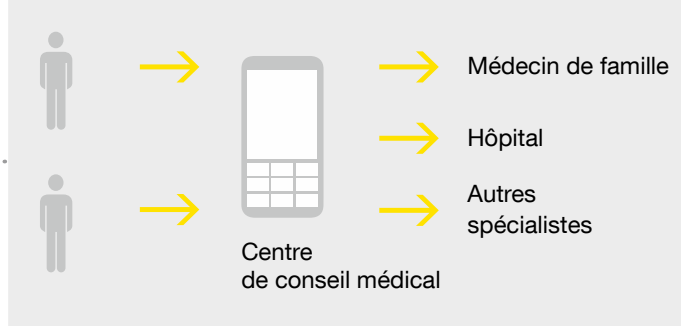 Médecin de famille
Hôpital
Autres
spécialistes
Centre
de conseil médical